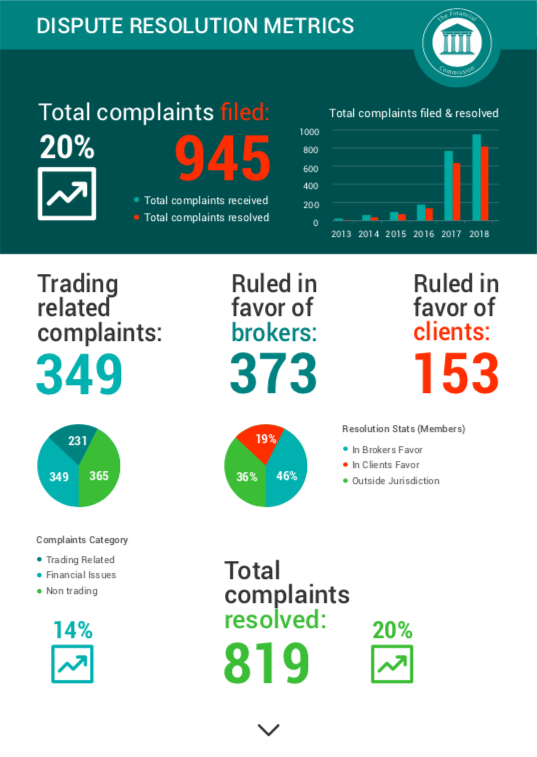 DISPUTE RESOLUTION METRICS
The Financial
Commission
Total complaints filed:
20%
945
Total complaints received
Total complaints resolved
Total complaints filed & resolved
1000
800
600
400
200
0
2013 2014 2015 2016 2017 2018
Trading
related
complaints:
349
Ruled in
favor of
brokers:
373
Ruled in
favor of
clients:
153
231
349
365
19%
36%
46%
Resolution Stats (Members)
In Brokers Favor
In Clients Favor
Outside Jurisdiction
Complaints Category
Trading Related
Financial Issues
Non trading
14%
Total
complaints
resolved:
819
20%